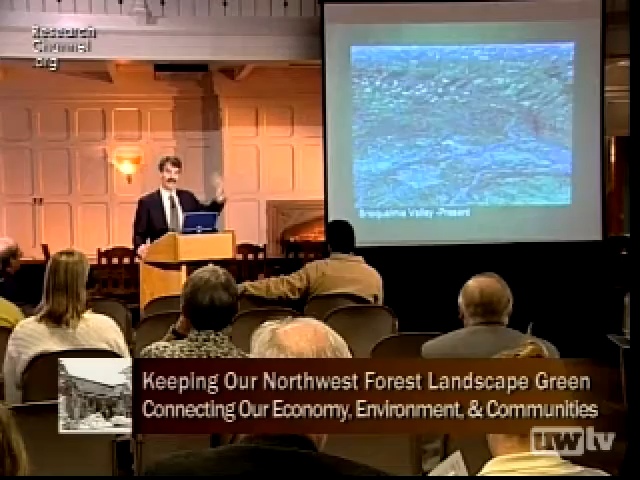 Research
Channel
.org
Snoqualmie Valley - Present
Keeping Our Northwest Forest Landscape Green
Connecting Our Economy, Environment, & Communities
uwtv